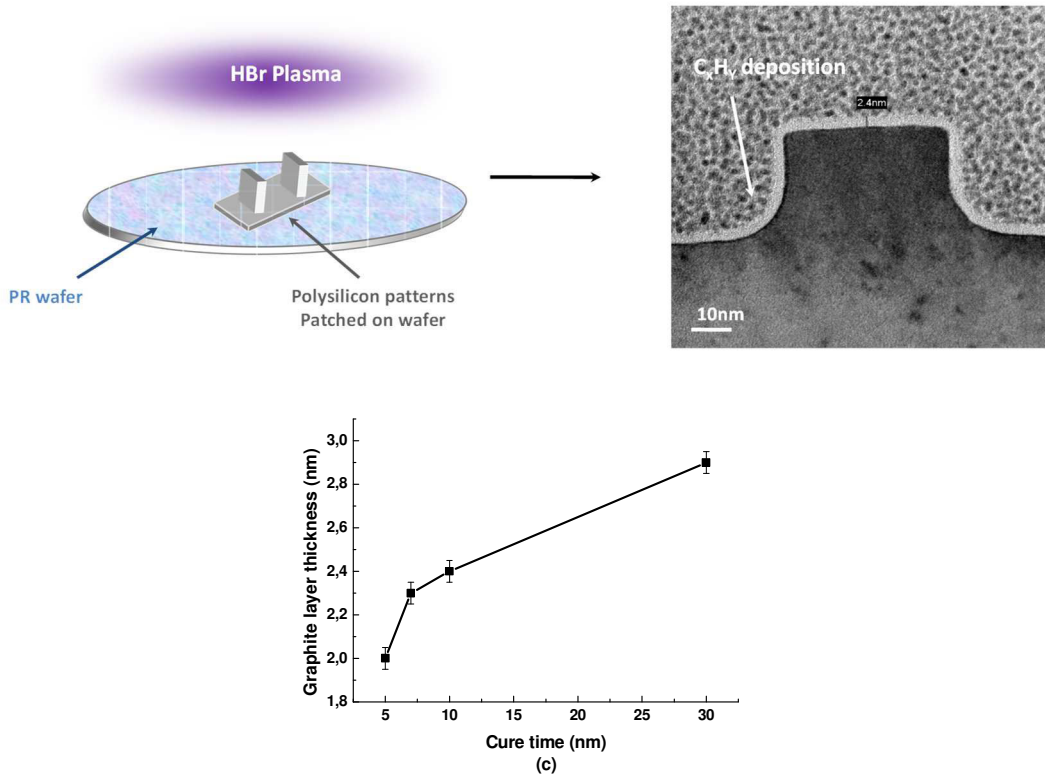 HBr Plasma
PR wafer
Polysilicon patterns
Patched on wafer
CxHY deposition
2.4nm
10nm
Graphite layer thickness (nm)
3,0
2,8
2,6
2,4
2,2
2,0
1,8
5 10 15 20 25 30
Cure time (nm)
(c)